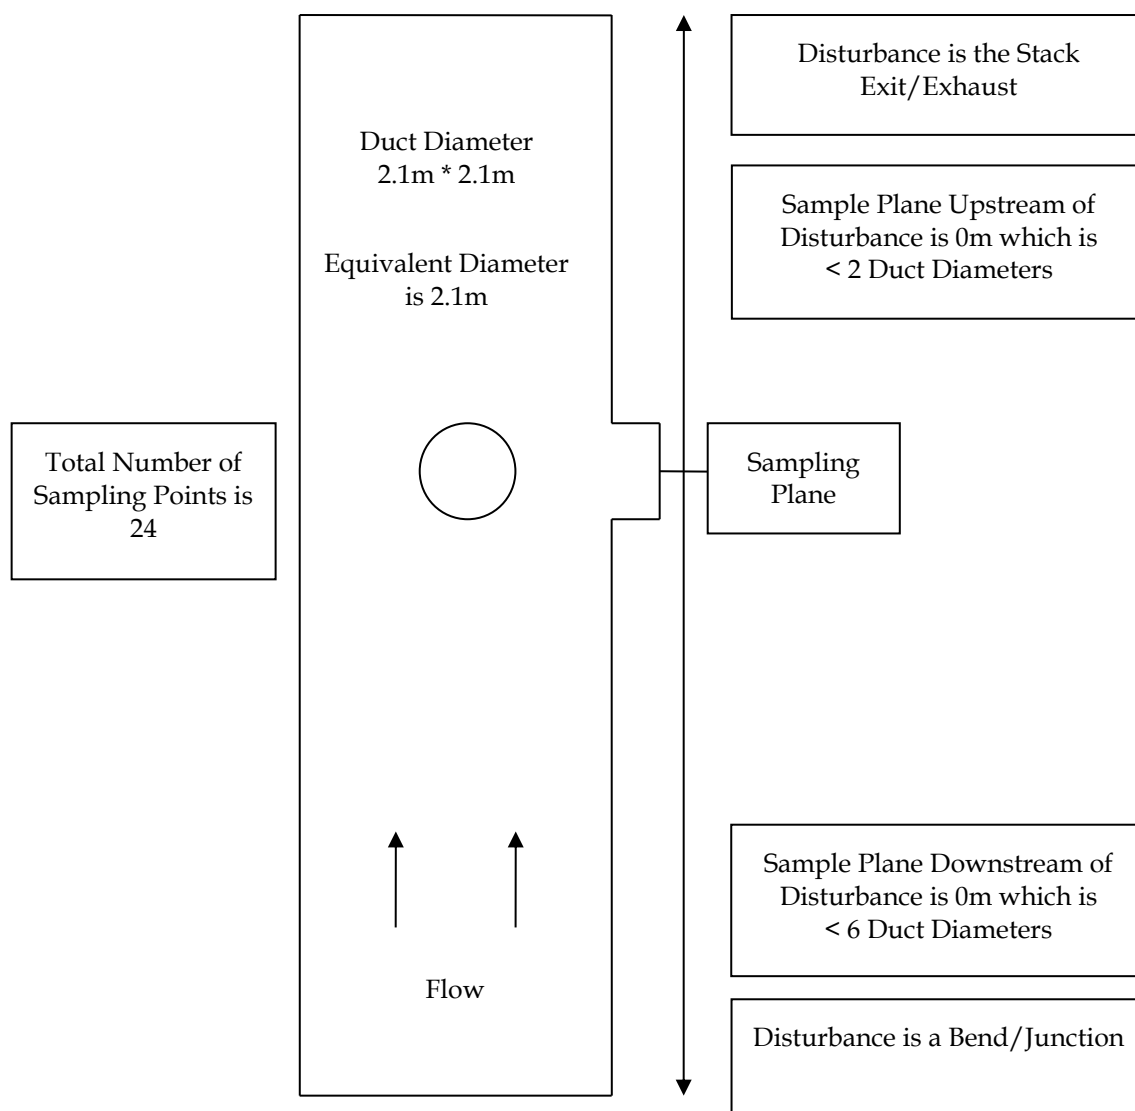 Disturbance is the Stack
Exit/Exhaust
Duct Diameter
2.1m * 2.1m
Sample Plane Upstream of
Disturbance is 0m which is
< 2 Duct Diameters
Equivalent Diameter
is 2.1m
Total Number of
Sampling Points is
24
Sampling
Plane
Sample Plane Downstream of
Disturbance is 0m which is
< 6 Duct Diameters
Flow
Disturbance is a Bend/Junction